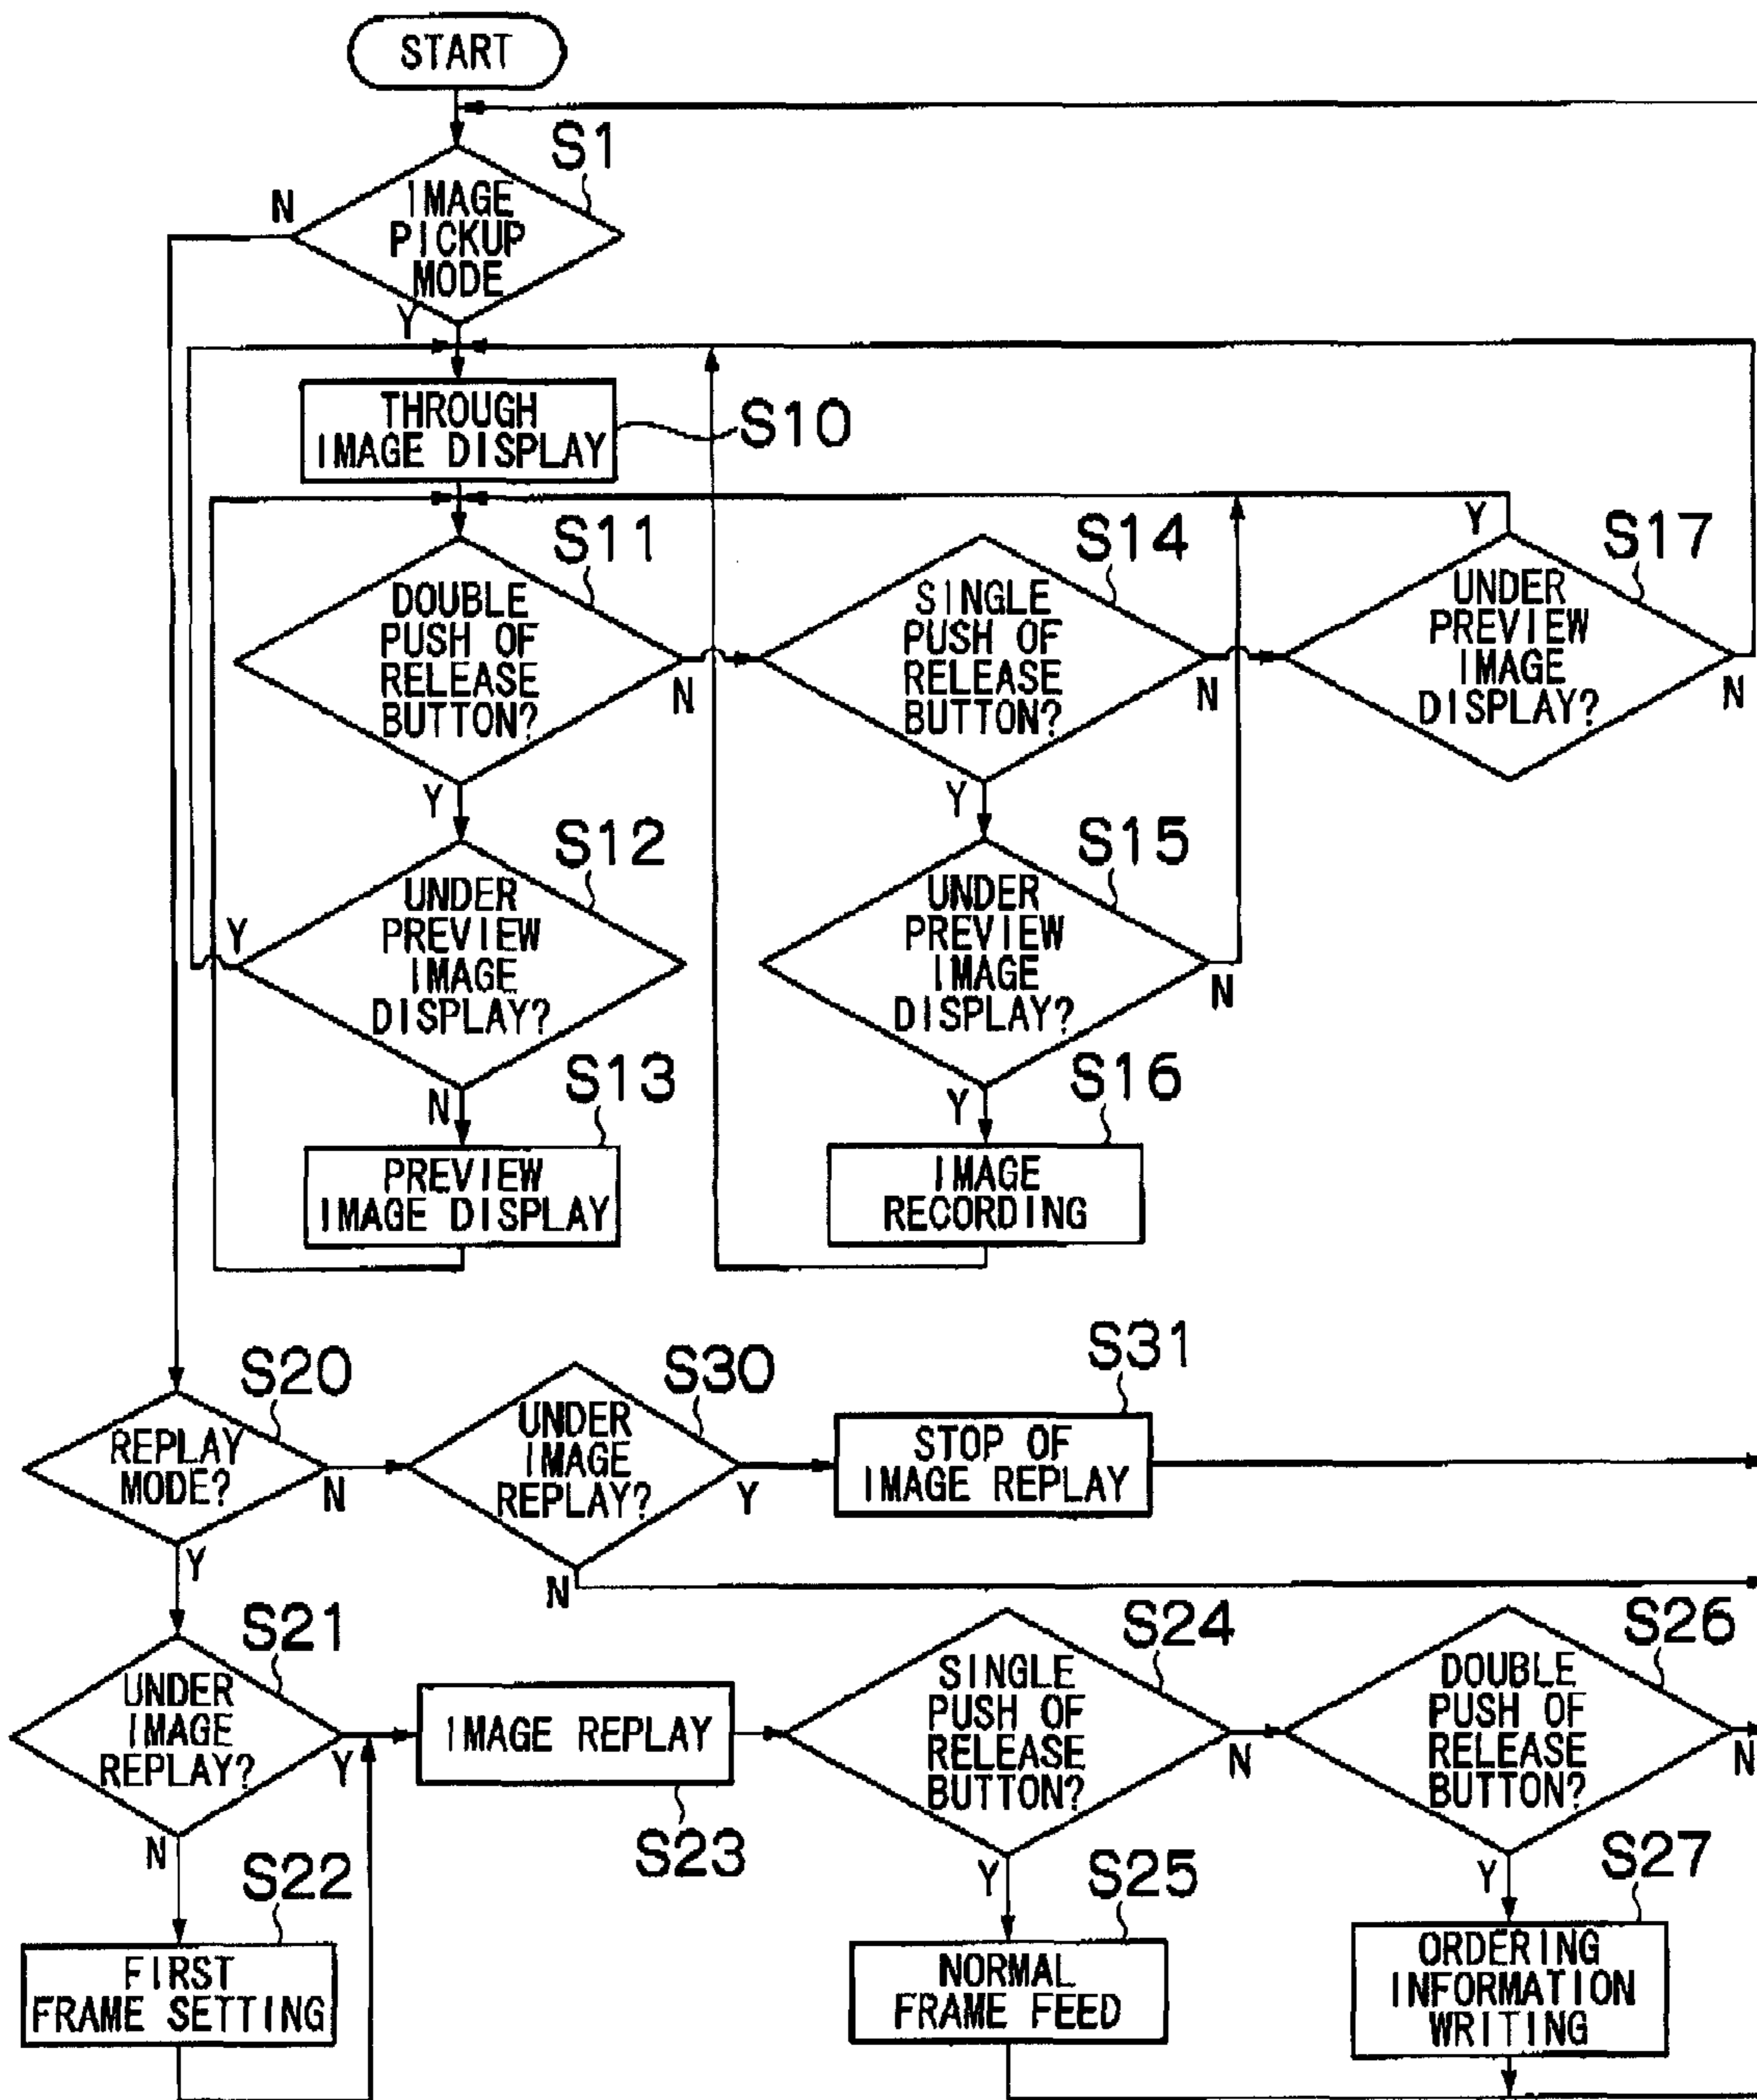 START
S1
N
IMAGE
PICKUP
MODE
Y
THROUGH
IMAGE DISPLAY
S10
S11
DOUBLE
PUSH OF
RELEASE
BUTTON?
N
Y
S14
SINGLE
PUSH OF
RELEASE
BUTTON?
N
Y
Y
S17
UNDER
PREVIEW
IMAGE
DISPLAY?
N
S12
UNDER
PREVIEW
IMAGE
DISPLAY?
Y
N
S15
UNDER
PREVIEW
IMAGE
DISPLAY?
N
Y
S13
PREVIEW
IMAGE DISPLAY
S16
IMAGE
RECORDING
S20
REPLAY
MODE?
N
Y
S30
UNDER
IMAGE
REPLAY?
Y
N
S31
STOP OF
IMAGE REPLAY
S21
UNDER
IMAGE
REPLAY?
Y
N
IMAGE REPLAY
S23
S24
SINGLE
PUSH OF
RELEASE
BUTTON?
N
Y
S26
DOUBLE
PUSH OF
RELEASE
BUTTON?
N
Y
S22
FIRST
FRAME SETTING
S25
NORMAL
FRAME FEED
S27
ORDERING
INFORMATION
WRITING